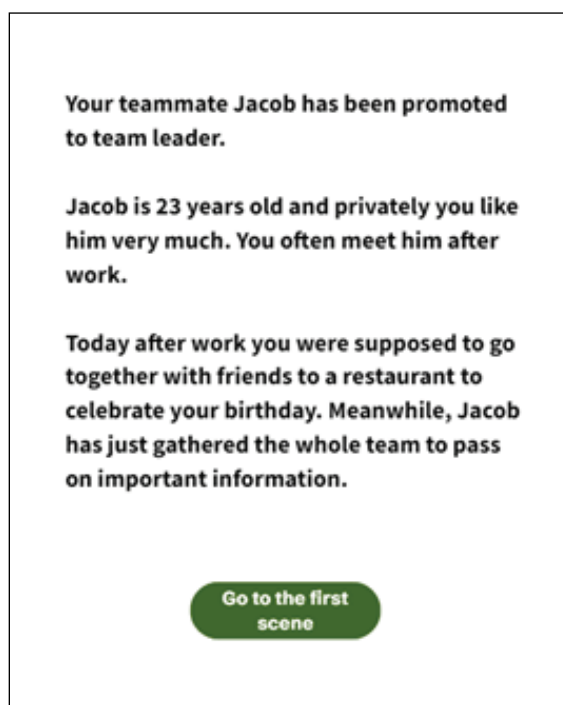 Your teammate Jacob has been promoted
to team leader.
Jacob is 23 years old and privately you like
him very much. You often meet him after
work.
Today after work you were supposed to go
together with friends to a restaurant to
celebrate your birthday. Meanwhile, Jacob
has just gathered the whole team to pass
on important information.
Go to the first
scene